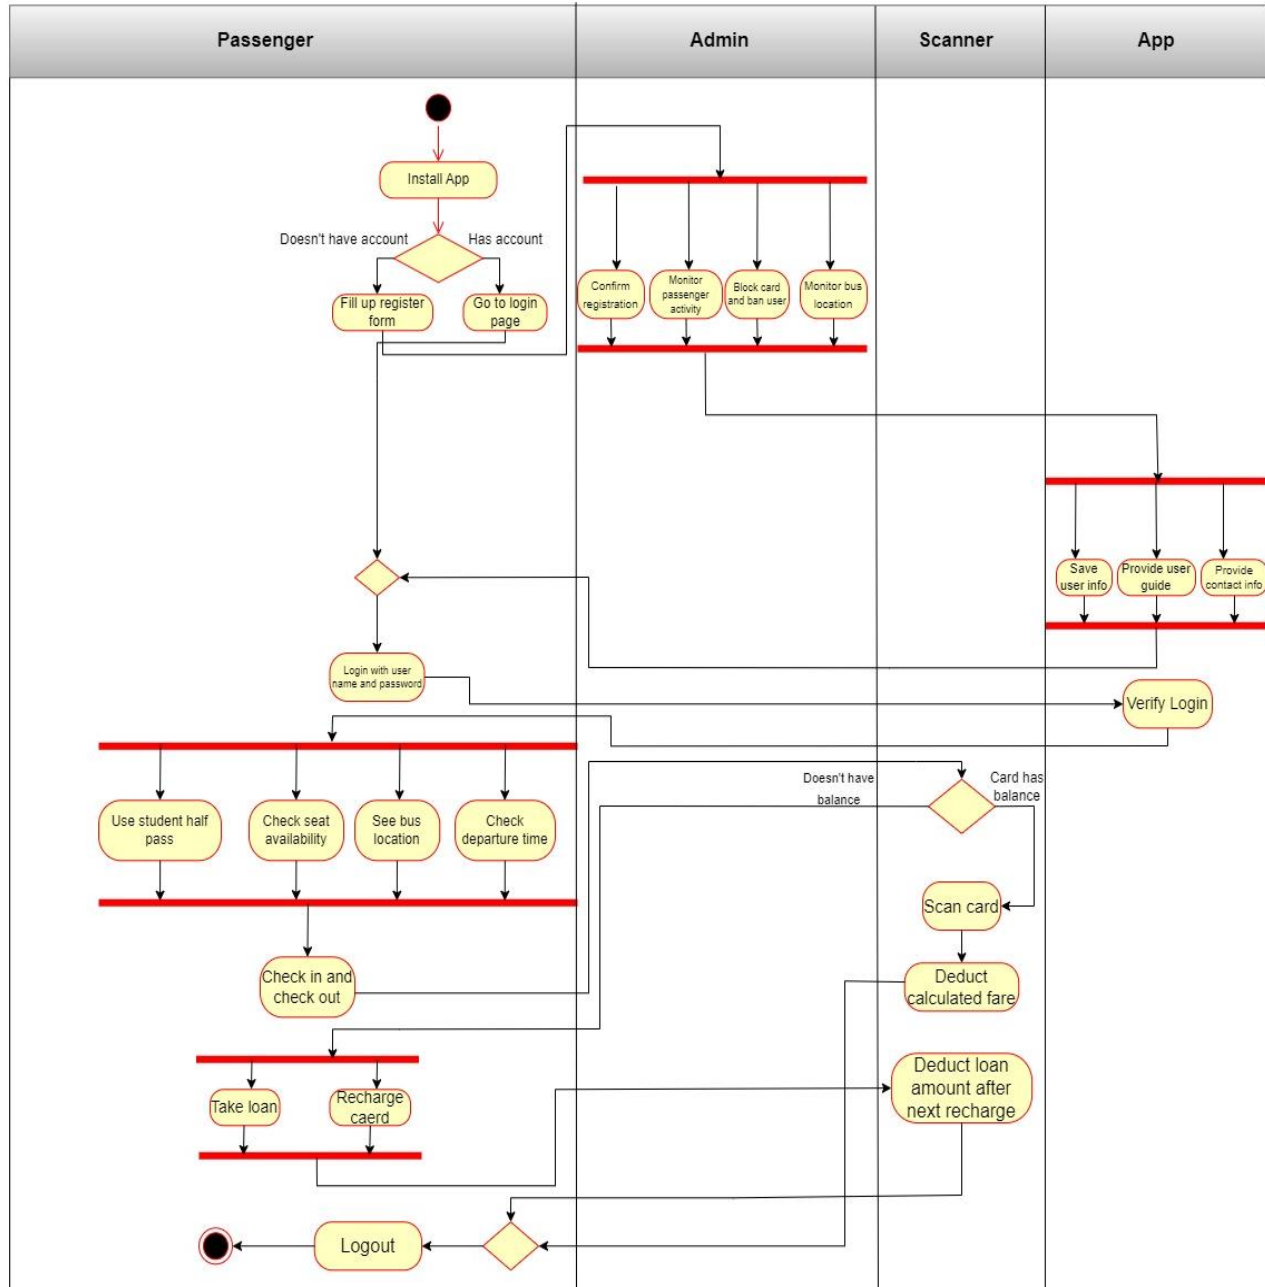 Passenger
Admin
Scanner
App
Install App
Doesn't have account
Has account
Fill up register
form
Go to login
page
Confirm
registration
Monitor
passenger
activity
Block card
and ban user
Monitor bus
location
Save
user info
Provide user
guide
Provide
contact info
Login with user
name and password
Verify Login
Use student half
pass
Check seat
availability
See bus
location
Check
departure time
Doesn't have
balance
Card has
balance
Scan card
Check in and
check out
Deduct
calculated fare
Take loan
Recharge
caerd
Deduct loan
amount after
next recharge
Logout